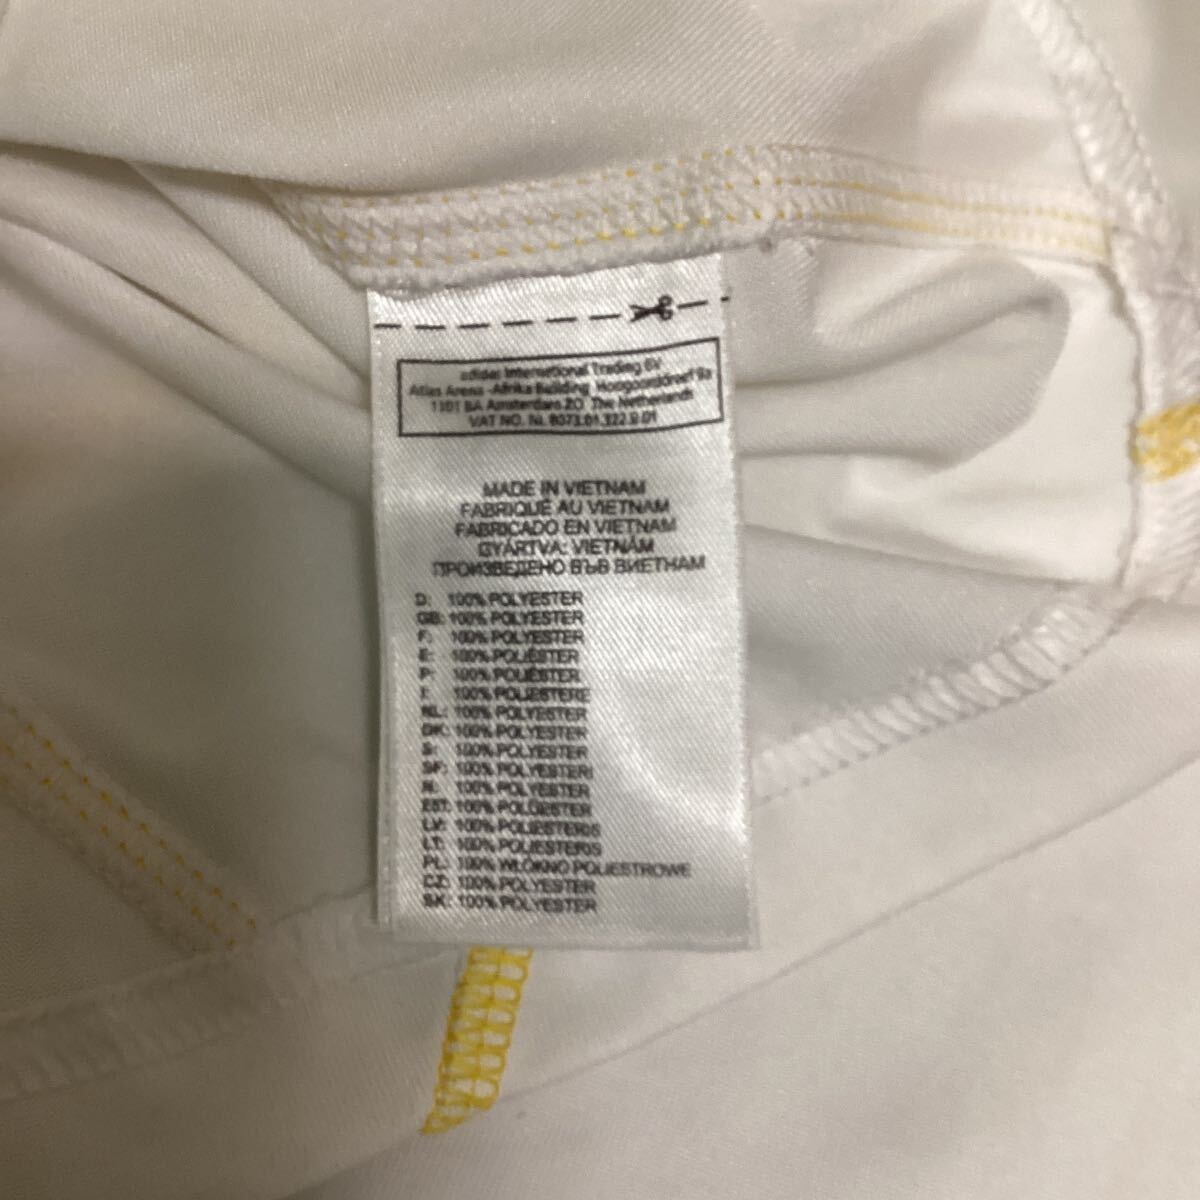 adidas International Trading BV
Atlas Arena -Afrika Building Hoogoorddreef 9a
1101 BA Amsterdam ZO The Netherlands
VAT NO. NL 8073.01.322.B.01
MADE IN VIETNAM
FABRIQUÉ AU VIETNAM
FABRICADO EN VIETNAM
GYÁRTVA: VIETNÁM
ПРОИЗВЕДЕНО ВЪВ ВИЕТНАМ
D: 100% POLYESTER
GB: 100% POLYESTER
F: 100% POLYESTER
E: 100% POLIÉSTER
P: 100% POLIÉSTER
I: 100% POLIESTERE
NL: 100% POLYESTER
DK: 100% POLYESTER
S: 100% POLYESTER
SF: 100% POLYESTERI
N: 100% POLYESTER
EST: 100% POLÜESTER
LV: 100% POLIESTERIS
LT: 100% POLIESTERIS
PL: 100% WŁÓKNO POLIESTROWE
CZ: 100% POLYESTER
SK: 100% POLYESTER